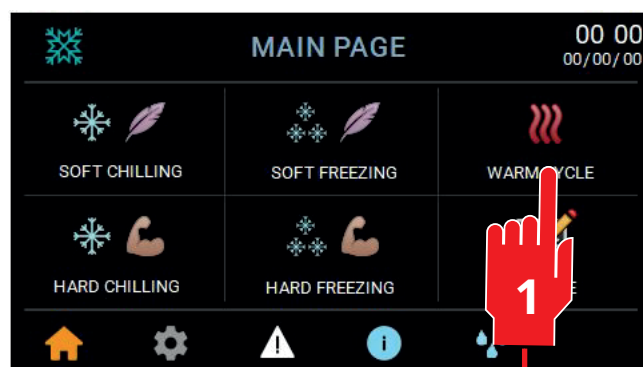 MAIN PAGE
00 00
00/00/00
SOFT CHILLING
SOFT FREEZING
WARM CYCLE
HARD CHILLING
HARD FREEZING
1